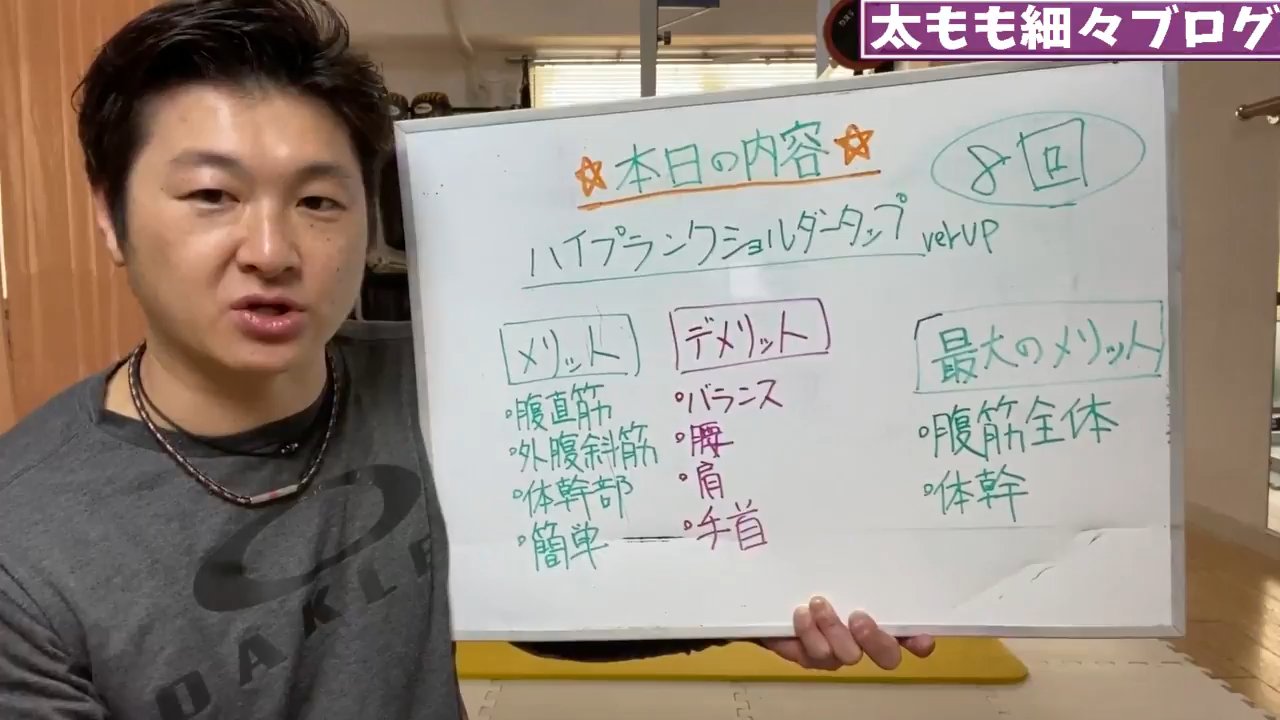 太もも細々ブログ
☆本日の内容☆
8回
ハイプランクショルダータップ verUP
メリット
・腹直筋
・外腹斜筋
・体幹部
・簡単
デメリット
・バランス
・腰
・肩
・手首
最大のメリット
・腹筋全体
・体幹
OAKLE